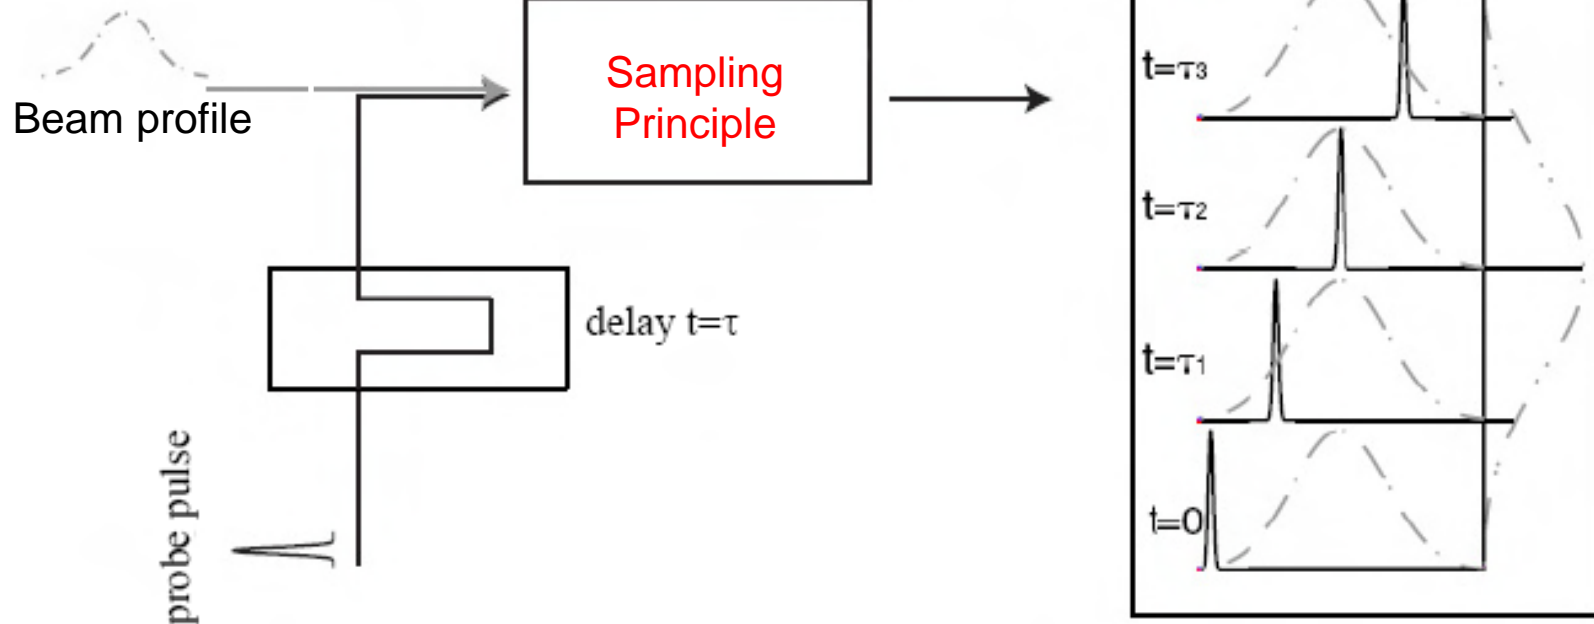 Beam profile
Sampling
Principle
delay t=τ
probe pulse
t=τ3
t=τ2
t=τ1
t=0